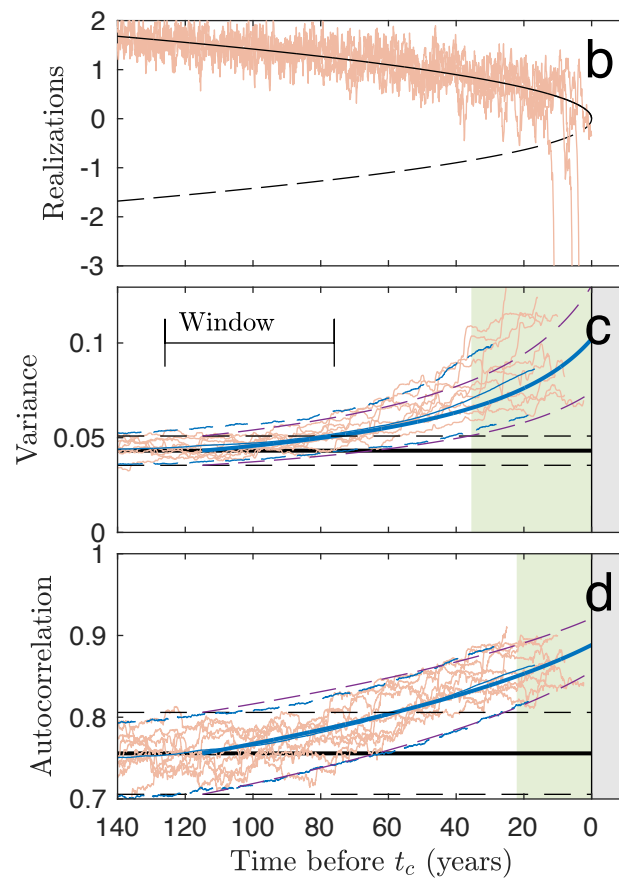 2
1
0
-1
-2
-3
Realizations
b
0.1
0.05
0
Variance
Window
c
1
0.9
0.8
0.7
Autocorrelation
d
140 120 100 80 60 40 20 0
Time before t_c (years)